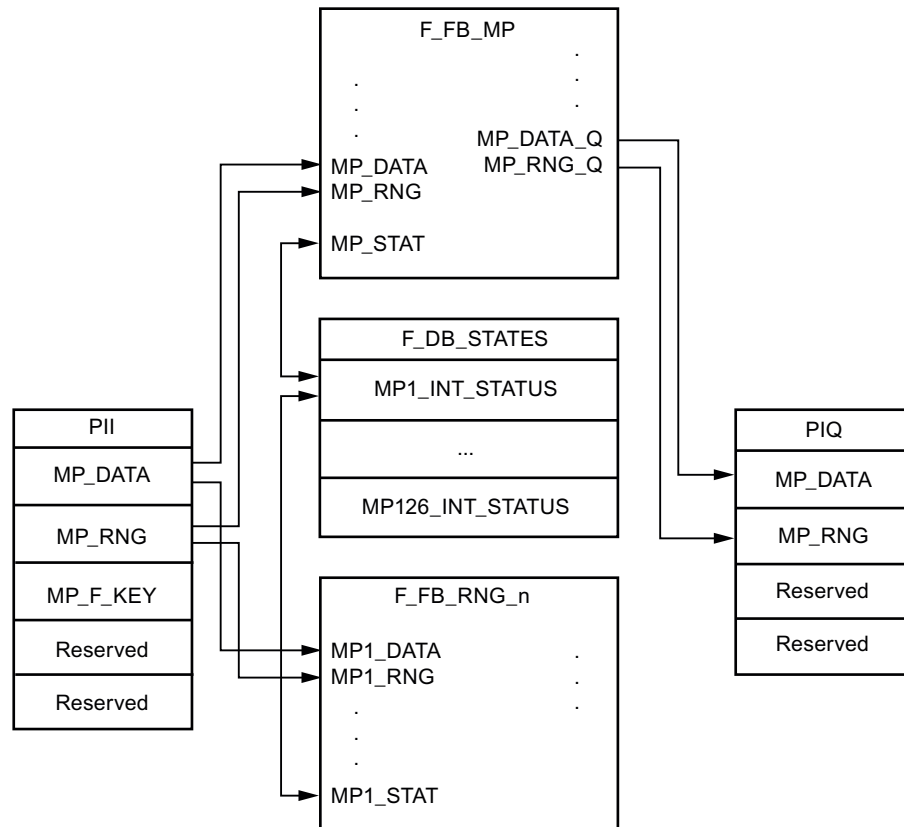 F_FB_MP
MP_DATA_Q
MP_RNG_Q
MP_DATA
MP_RNG
MP_STAT
F_DB_STATES
MP1_INT_STATUS
...
MP126_INT_STATUS
PII
MP_DATA
MP_RNG
MP_F_KEY
Reserved
Reserved
PIQ
MP_DATA
MP_RNG
Reserved
Reserved
F_FB_RNG_n
MP1_DATA
MP1_RNG
MP1_STAT